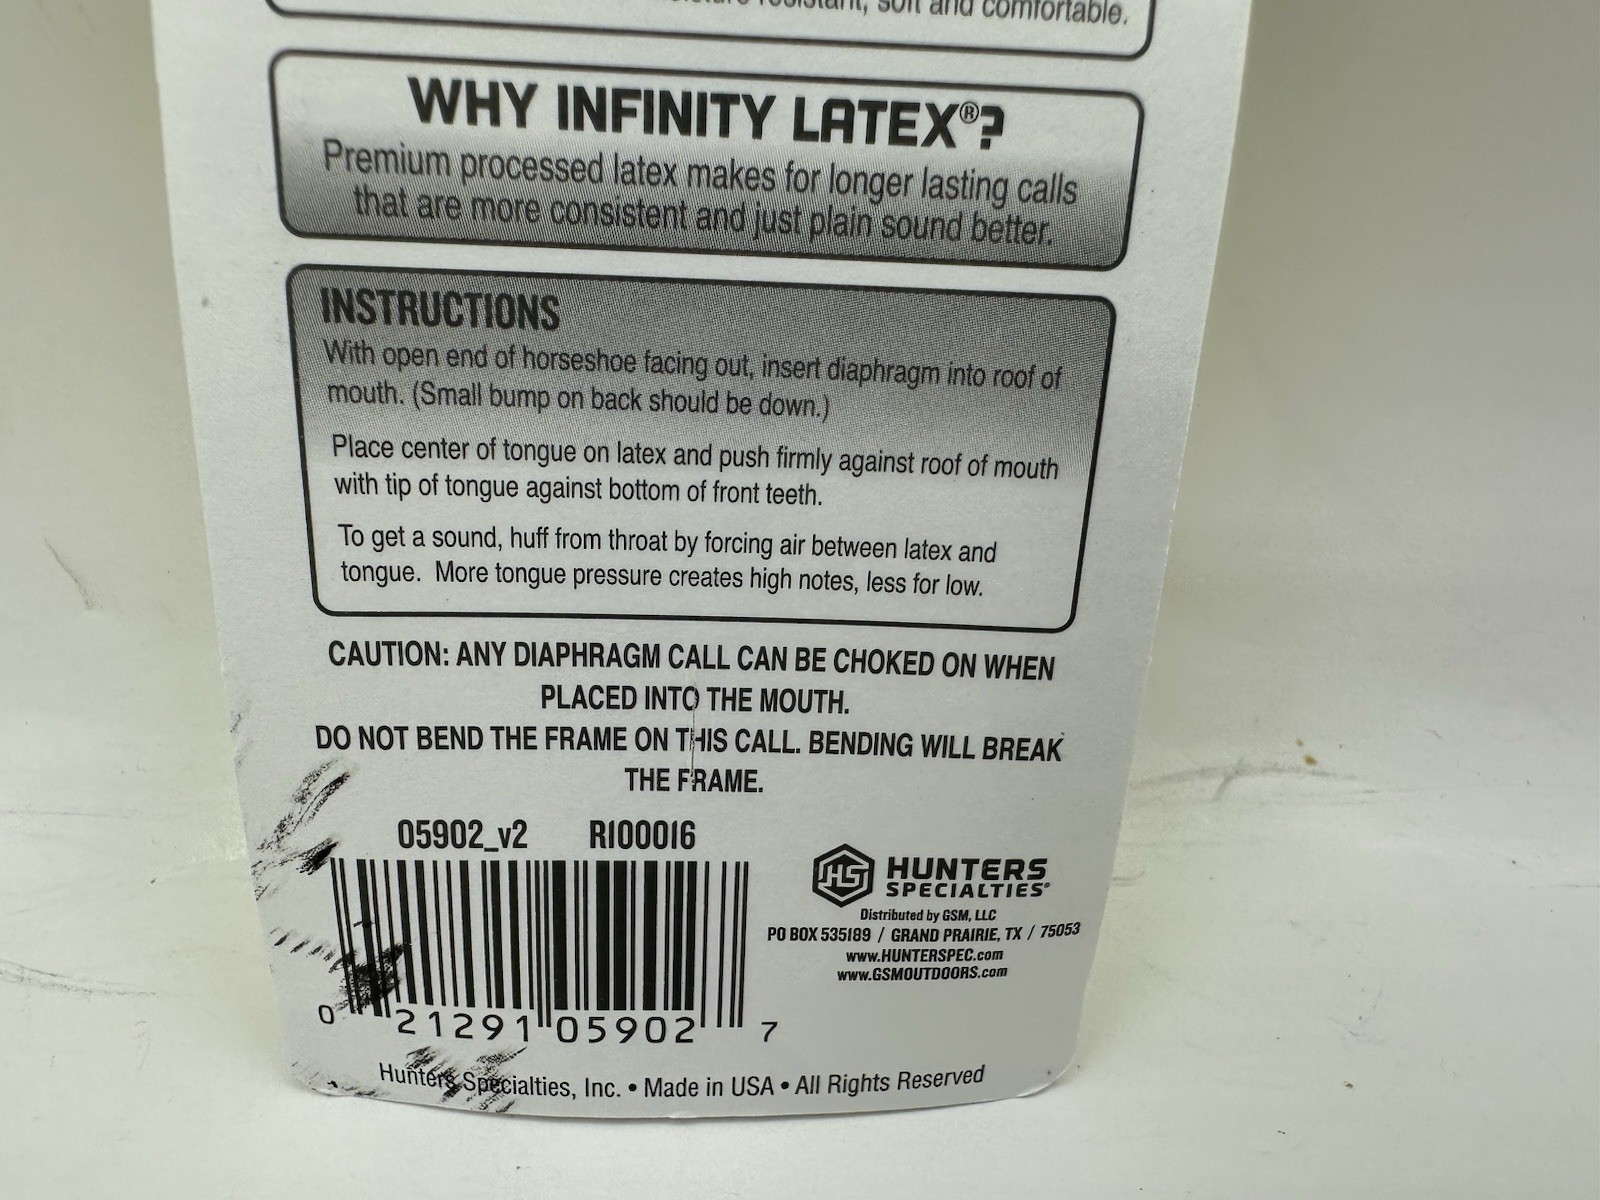 resistant, soft and comfortable.
WHY INFINITY LATEX®?
Premium processed latex makes for longer lasting calls
that are more consistent and just plain sound better.
INSTRUCTIONS
With open end of horseshoe facing out, insert diaphragm into roof of
mouth. (Small bump on back should be down.)
Place center of tongue on latex and push firmly against roof of mouth
with tip of tongue against bottom of front teeth.
To get a sound, huff from throat by forcing air between latex and
tongue. More tongue pressure creates high notes, less for low.
CAUTION: ANY DIAPHRAGM CALL CAN BE CHOKED ON WHEN
PLACED INTO THE MOUTH.
DO NOT BEND THE FRAME ON THIS CALL. BENDING WILL BREAK
THE FRAME.
05902_v2 R100016
HS HUNTERS
SPECIALTIES®
Distributed by GSM, LLC
PO BOX 535189 / GRAND PRAIRIE, TX / 75053
www.HUNTERSPEC.com
www.GSMOUTDOORS.com
0 21291 05902 7
Hunters Specialties, Inc. • Made in USA • All Rights Reserved